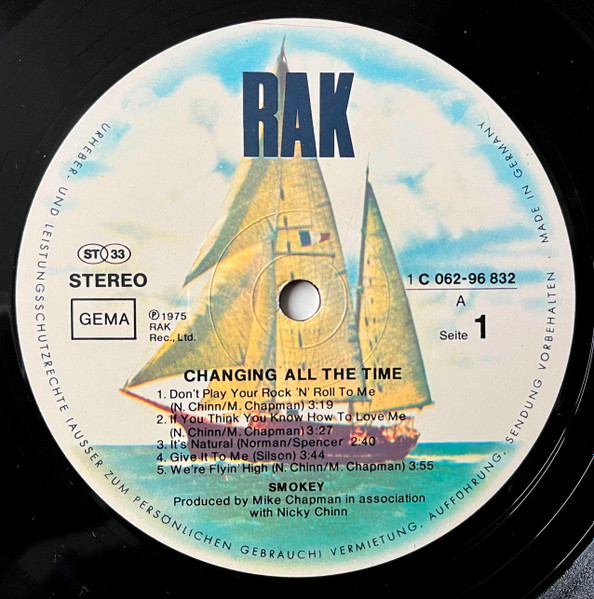 RAK
URHEBER- UND LEISTUNGSSCHUTZRECHTE (AUSSER ZUM PERSÖNLICHEN GEBRAUCH) VERMIETUNG, AUFFÜHRUNG, SENDUNG VORBEHALTEN · MADE IN GERMANY
ST 33
STEREO
GEMA
℗ 1975
RAK
Rec., Ltd.
1 C 062-96 832
A
Seite 1
CHANGING ALL THE TIME
1. Don't Play Your Rock 'N' Roll To Me
(N. Chinn/M. Chapman) 3:19
2. If You Think You Know How To Love Me
(N. Chinn/M. Chapman) 3:27
3. It's Natural (Norman/Spencer 2:40
4. Give It To Me (Silson) 3:44
5. We're Flyin' High (N. Chinn/M. Chapman) 3:55
SMOKEY
Produced by Mike Chapman in association
with Nicky Chinn